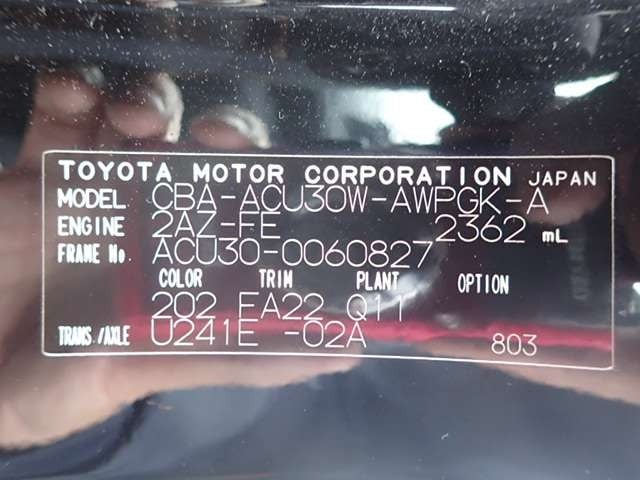 TOYOTA MOTOR CORPORATION JAPAN
MODEL CBA-ACU30W-AWPGK-A
ENGINE 2AZ-FE 2362 mL
FRAME No. ACU30-0060827
COLOR TRIM PLANT OPTION
202 FA22 Q11
TRANS./AXLE U241E -02A 803